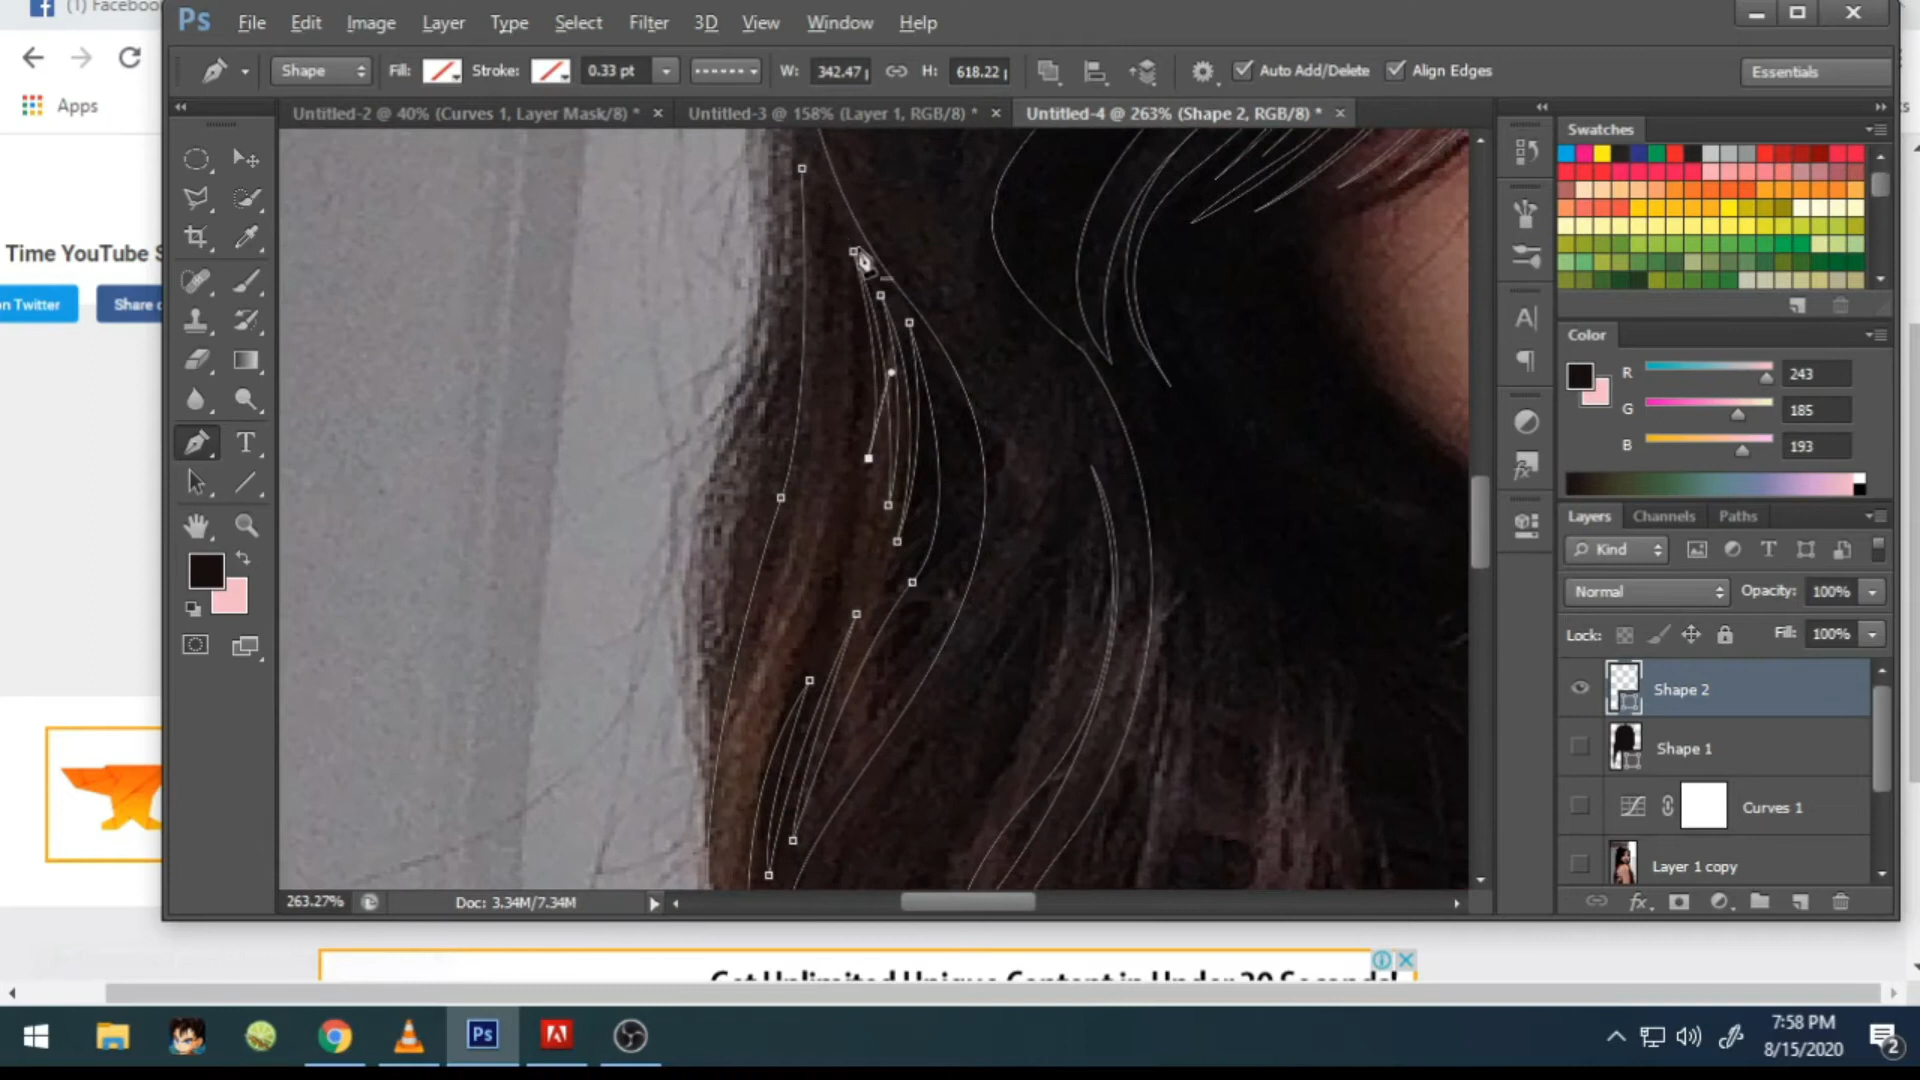 (1) Facebo
Ps File Edit Image Layer Type Select Filter 3D View Window Help
Shape Fill: Stroke: 0.33 pt W: 342.47 H: 618.22 Auto Add/Delete Align Edges Essentials
Apps
Untitled-2 @ 40% (Curves 1, Layer Mask/8) * × Untitled-3 @ 158% (Layer 1, RGB/8) * × Untitled-4 @ 263% (Shape 2, RGB/8) * ×
Swatches
Time YouTube S
on Twitter Share
Color
R 243
G 185
B 193
Layers Channels Paths
Kind
Normal Opacity: 100%
Lock: Fill: 100%
Shape 2
Shape 1
Curves 1
Layer 1 copy
263.27% Doc: 3.34M/7.34M
Get Unlimited Unique Content in Under 30 Seconds!
7:58 PM
8/15/2020
2